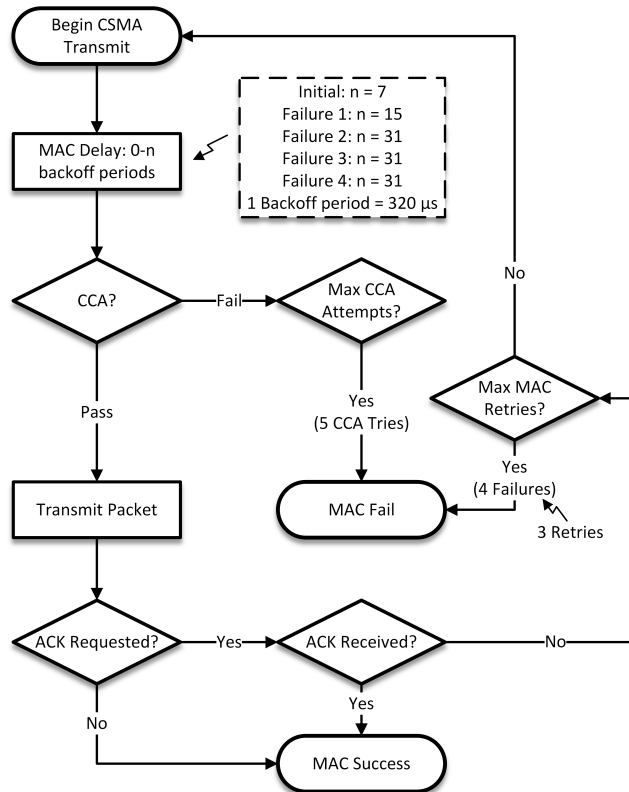 Begin CSMA
Transmit
Initial: n = 7
Failure 1: n = 15
Failure 2: n = 31
Failure 3: n = 31
Failure 4: n = 31
1 Backoff period = 320 µs
MAC Delay: 0-n
backoff periods
CCA?
Fail
Max CCA
Attempts?
No
Pass
Yes
(5 CCA Tries)
Max MAC
Retries?
Yes
(4 Failures)
3 Retries
Transmit Packet
MAC Fail
ACK Requested?
Yes
ACK Received?
No
No
Yes
MAC Success